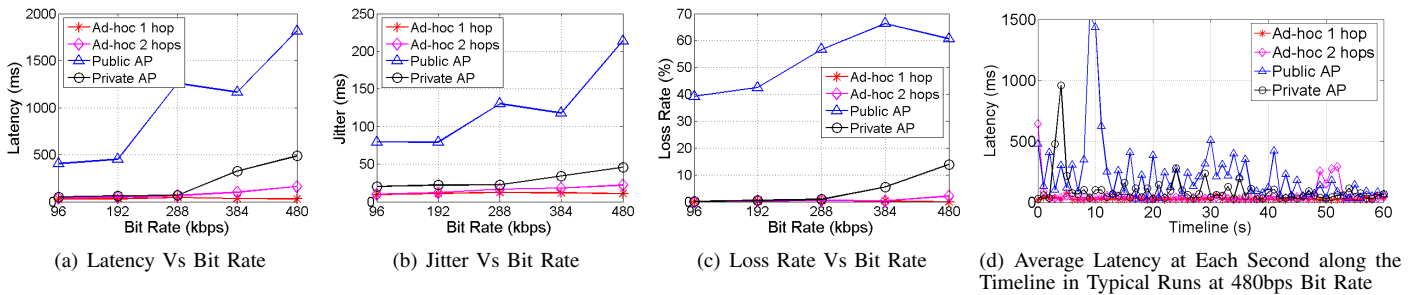 2000
1500
1000
500
0
96
192
288
384
480
Latency (ms)
Bit Rate (kbps)
Ad-hoc 1 hop
Ad-hoc 2 hops
Public AP
Private AP
(a) Latency Vs Bit Rate
250
200
150
100
50
0
96
192
288
384
480
Jitter (ms)
Bit Rate (kbps)
Ad-hoc 1 hop
Ad-hoc 2 hops
Public AP
Private AP
(b) Jitter Vs Bit Rate
70
60
50
40
30
20
10
0
96
192
288
384
480
Loss Rate (%)
Bit Rate (kbps)
Ad-hoc 1 hop
Ad-hoc 2 hops
Public AP
Private AP
(c) Loss Rate Vs Bit Rate
1500
1000
500
0
0
10
20
30
40
50
60
Latency (ms)
Timeline (s)
Ad-hoc 1 hop
Ad-hoc 2 hops
Public AP
Private AP
(d) Average Latency at Each Second along the
Timeline in Typical Runs at 480bps Bit Rate